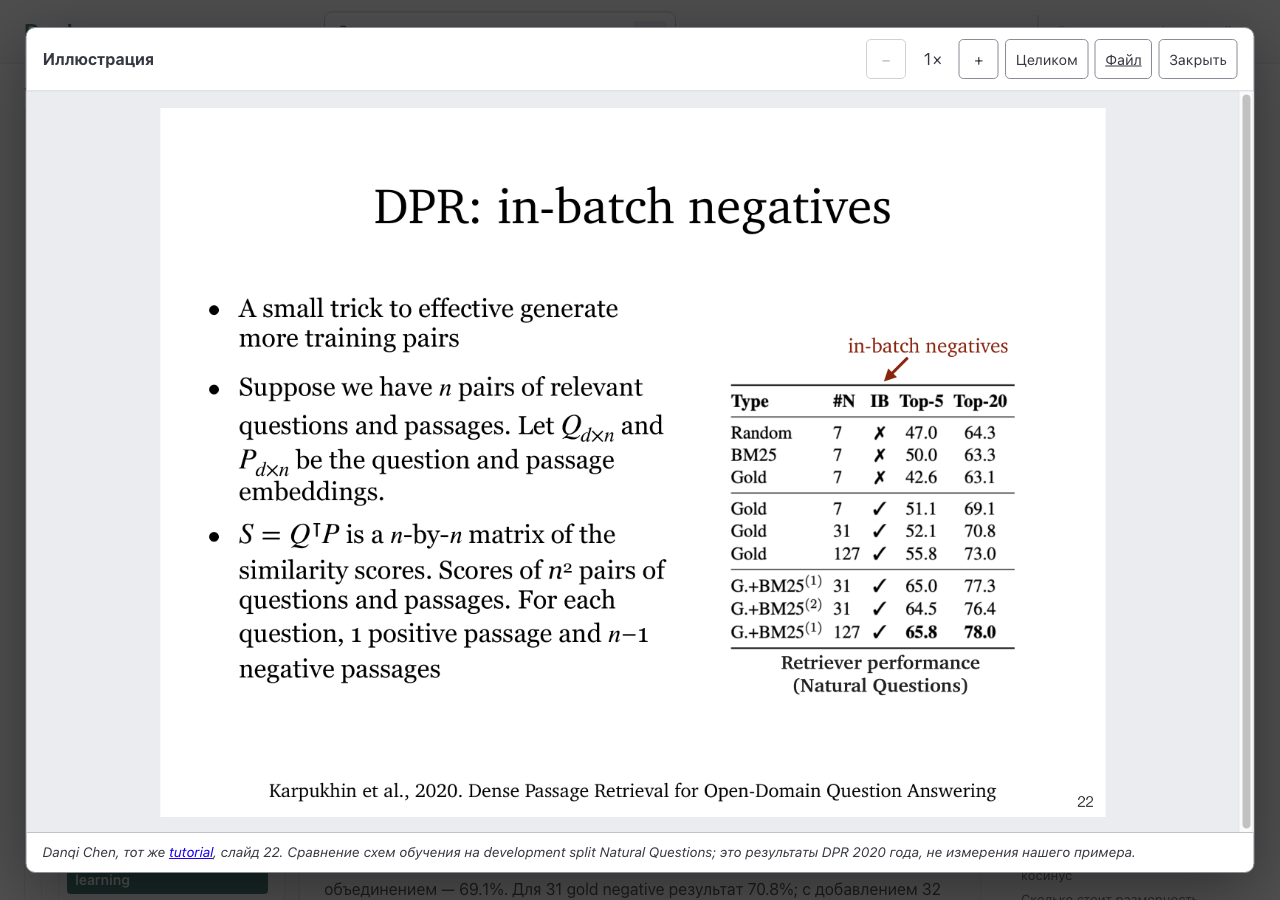 Иллюстрация
−
1×
+
Целиком
Файл
Закрыть
DPR: in-batch negatives
• A small trick to effective generate
more training pairs
• Suppose we have n pairs of relevant
questions and passages. Let Q_{d×n} and
P_{d×n} be the question and passage
embeddings.
• S = Q⊺P is a n-by-n matrix of the
similarity scores. Scores of n² pairs of
questions and passages. For each
question, 1 positive passage and n−1
negative passages
in-batch negatives
Type #N IB Top-5 Top-20
Random 7 ✗ 47.0 64.3
BM25 7 ✗ 50.0 63.3
Gold 7 ✗ 42.6 63.1
Gold 7 ✓ 51.1 69.1
Gold 31 ✓ 52.1 70.8
Gold 127 ✓ 55.8 73.0
G.+BM25(1) 31 ✓ 65.0 77.3
G.+BM25(2) 31 ✓ 64.5 76.4
G.+BM25(1) 127 ✓ 65.8 78.0
Retriever performance
(Natural Questions)
Karpukhin et al., 2020. Dense Passage Retrieval for Open-Domain Question Answering
22
Danqi Chen, тот же tutorial, слайд 22. Сравнение схем обучения на development split Natural Questions; это результаты DPR 2020 года, не измерения нашего примера.
learning
объединением — 69.1%. Для 31 gold negative результат 70.8%; с добавлением 32
косинус